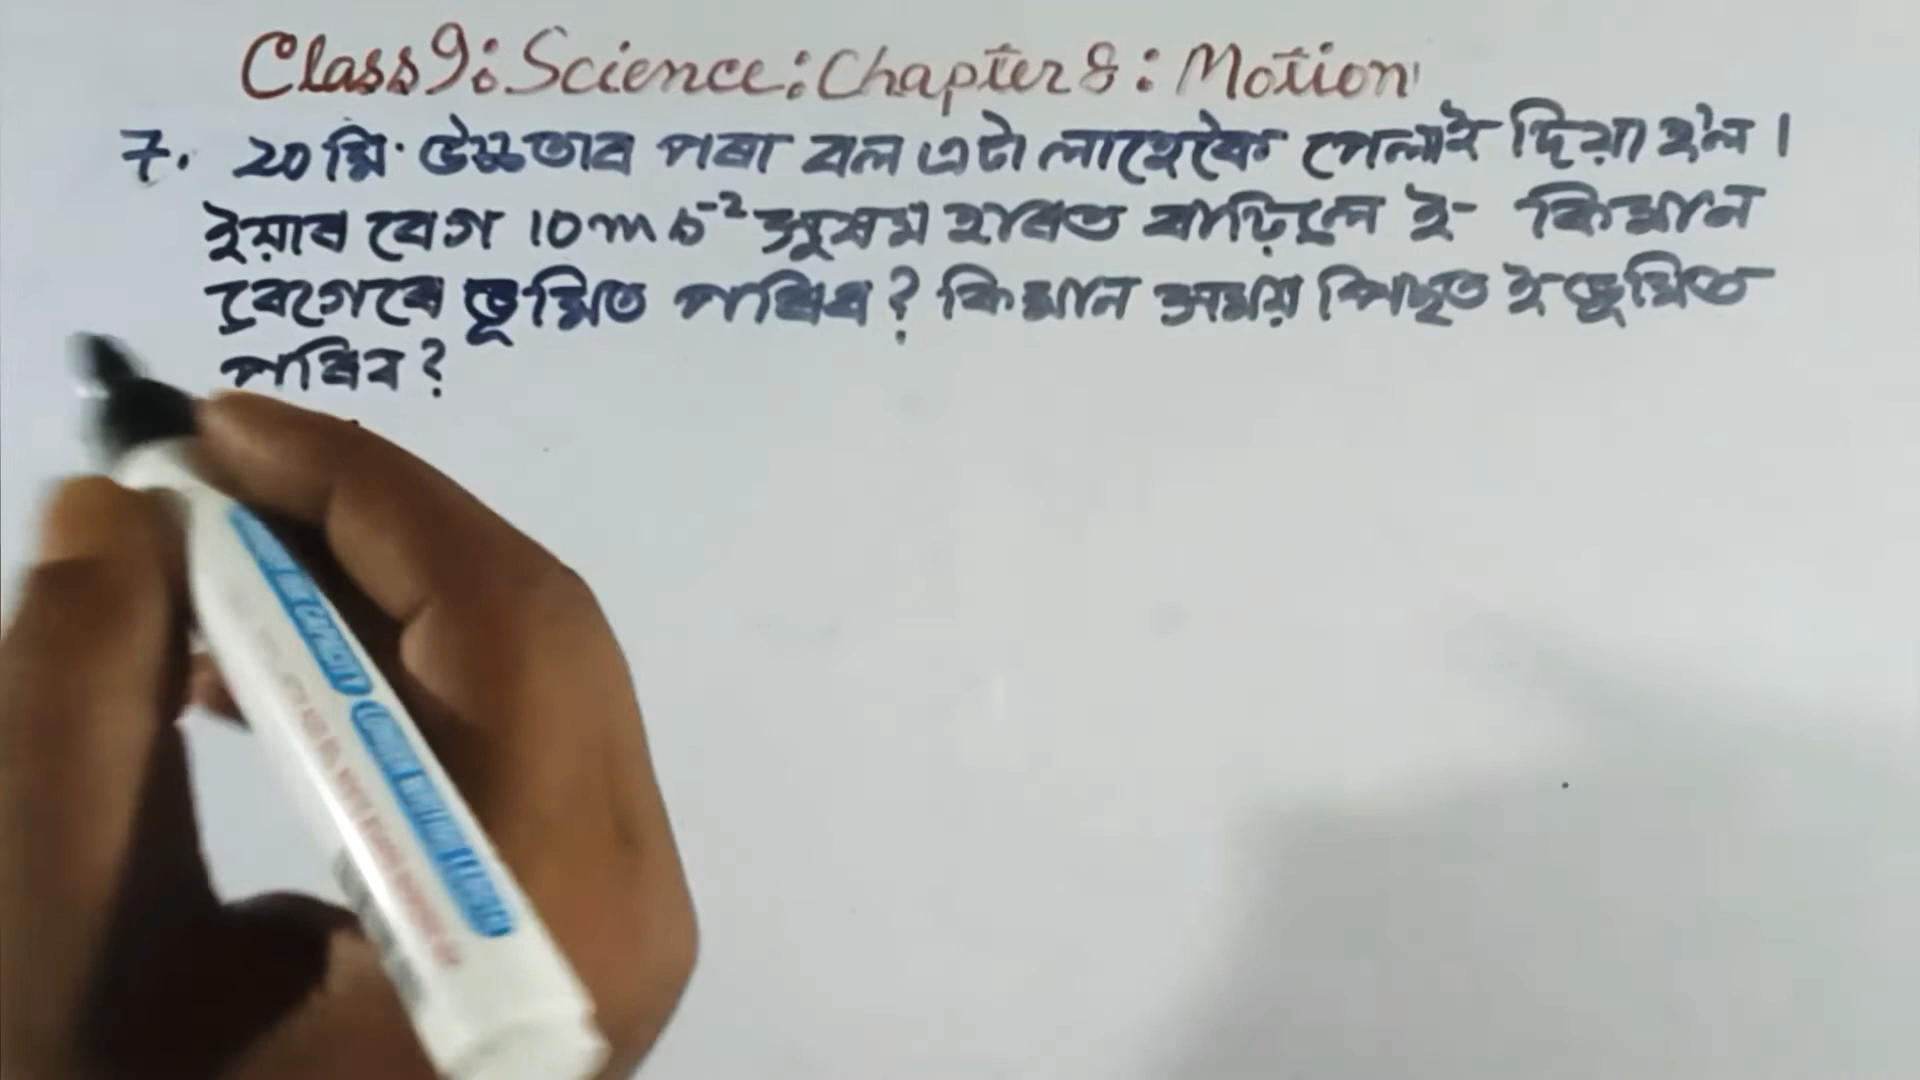 Class 9: Science: Chapter 8: Motion
7. 20 মি. উচ্চতাৰ পৰা বল এটা লাহেকৈ পেলাই দিয়া হ'ল।
ইয়াৰ বেগ 10 m s⁻² সুষম হাৰত বাঢ়িলে ই- কিমান
বেগেৰে ভূমিত পৰিব? কিমান সময় পিছত ই ভূমিত
পৰিব?